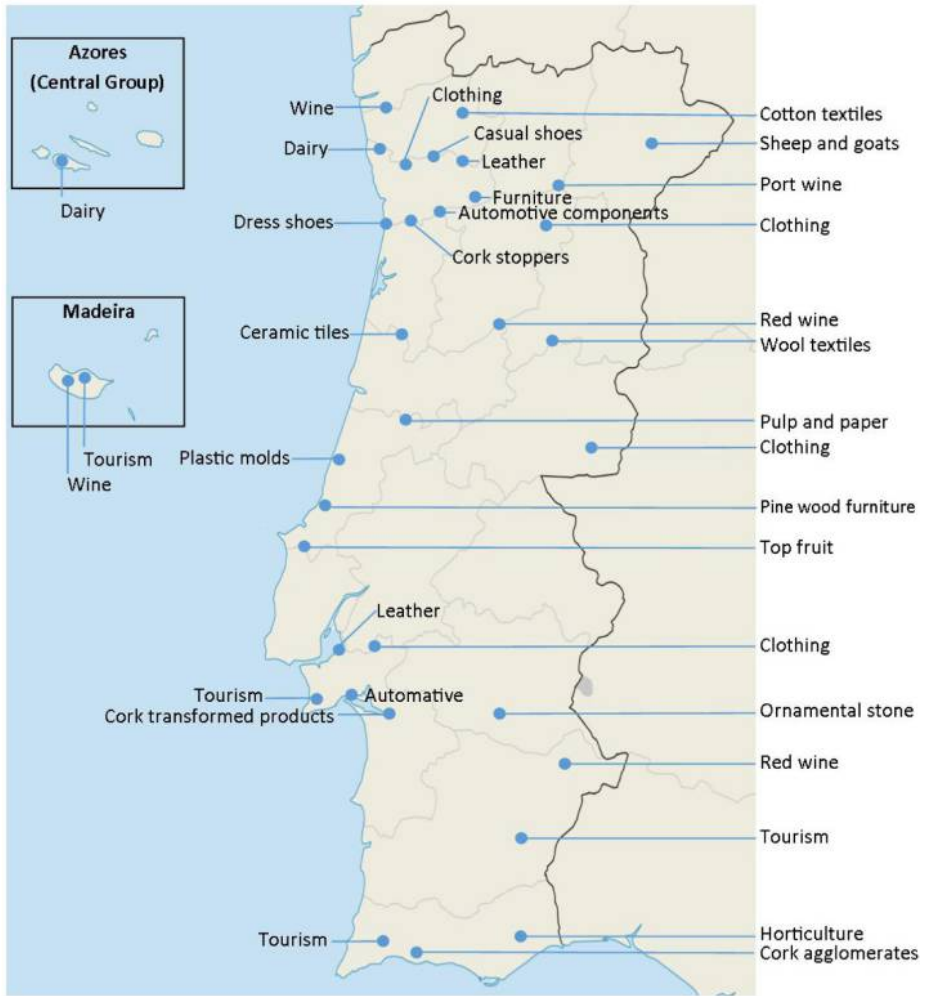 Azores
(Central Group)
Dairy
Madeira
Tourism
Wine
Clothing
Wine
Cotton textiles
Casual shoes
Dairy
Sheep and goats
Leather
Port wine
Furniture
Automotive components
Dress shoes
Clothing
Cork stoppers
Red wine
Ceramic tiles
Wool textiles
Pulp and paper
Clothing
Plastic molds
Pine wood furniture
Top fruit
Leather
Clothing
Tourism
Automative
Cork transformed products
Ornamental stone
Red wine
Tourism
Horticulture
Tourism
Cork agglomerates